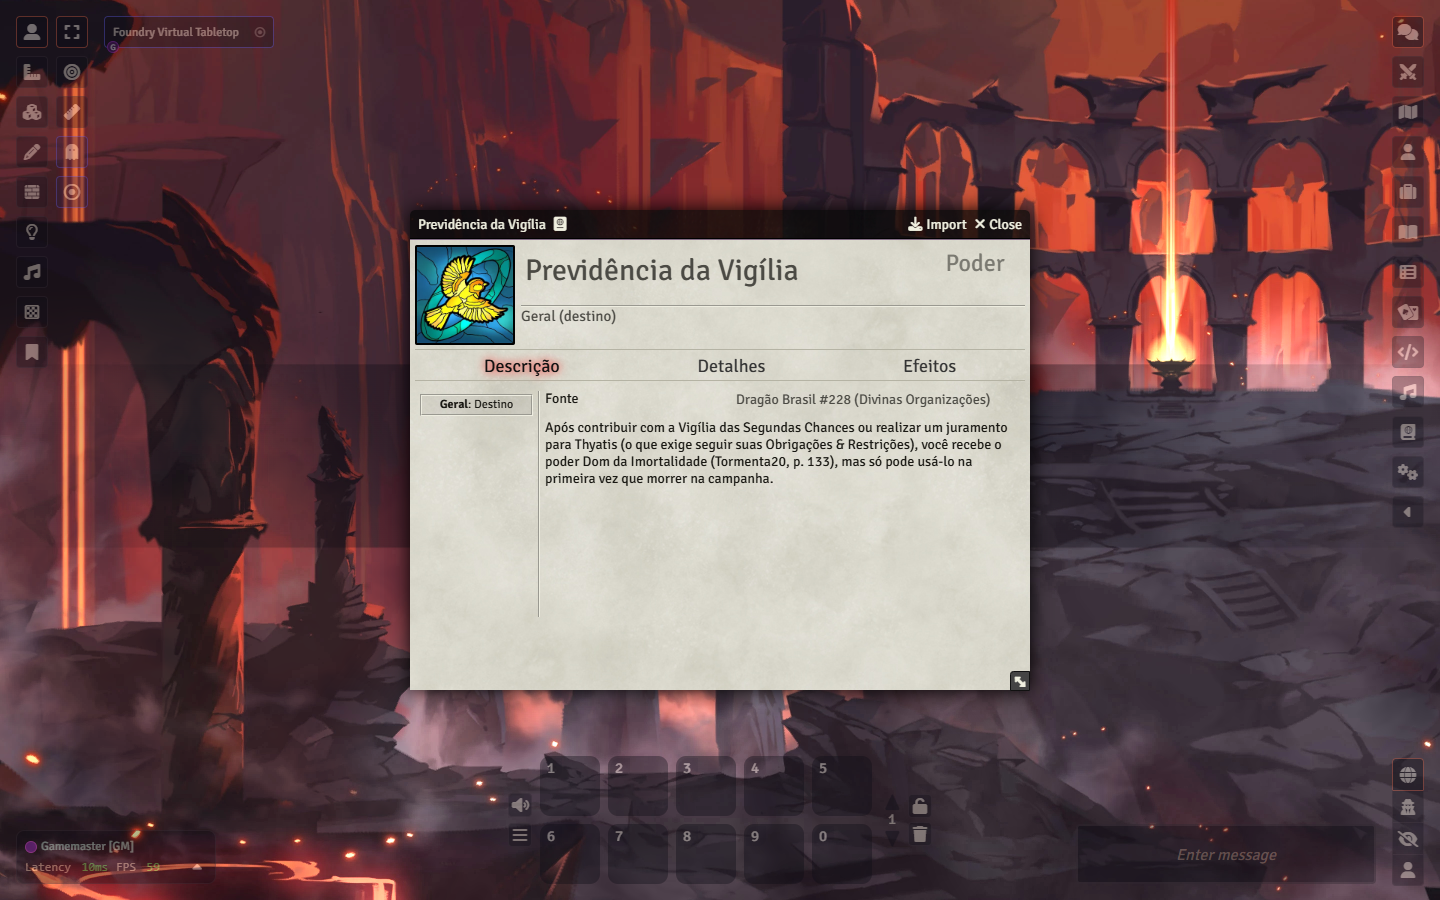 Foundry Virtual Tabletop
G
Previdência da Vigília
Import
Close
Previdência da Vigília
Poder
Geral (destino)
Descrição
Detalhes
Efeitos
Geral: Destino
Fonte
Dragão Brasil #228 (Divinas Organizações)
Após contribuir com a Vigília das Segundas Chances ou realizar um juramento
para Thyatis (o que exige seguir suas Obrigações & Restrições), você recebe o
poder Dom da Imortalidade (Tormenta20, p. 133), mas só pode usá-lo na
primeira vez que morrer na campanha.
1 2 3 4 5
6 7 8 9 0
1
Gamemaster [GM]
Latency 10ms FPS 59
Enter message